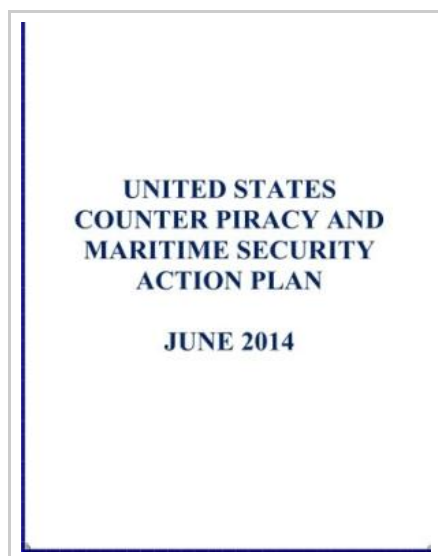 UNITED STATES
COUNTER PIRACY AND
MARITIME SECURITY
ACTION PLAN
JUNE 2014